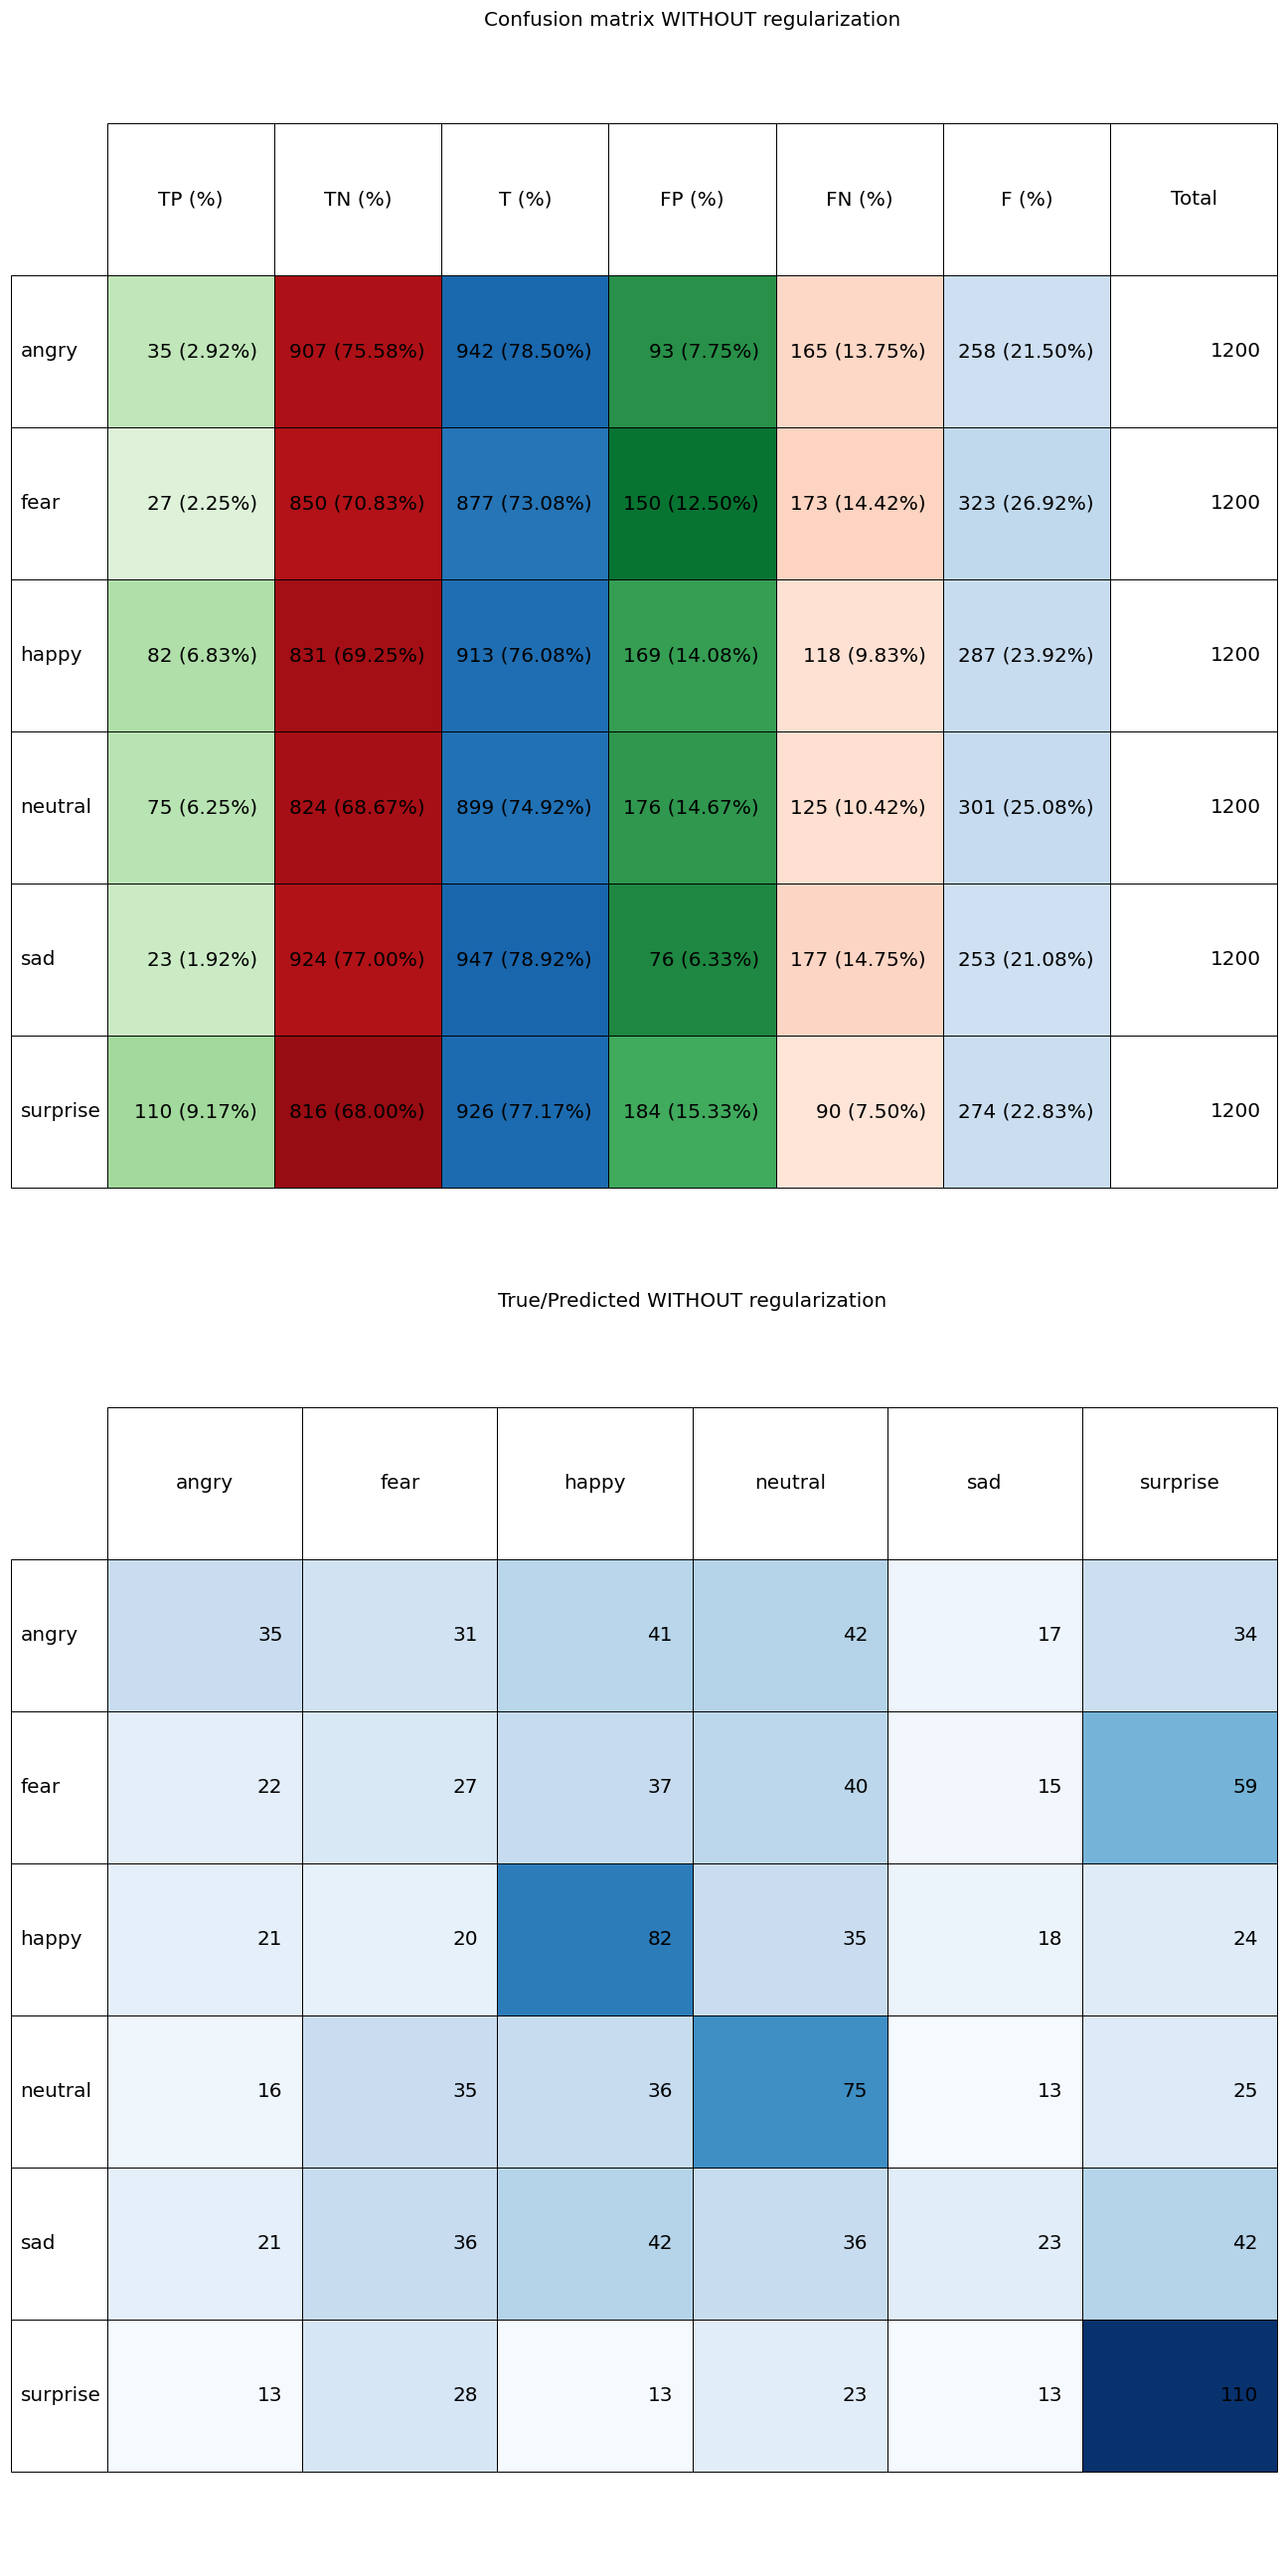 Confusion matrix WITHOUT regularization
TP (%) TN (%) T (%) FP (%) FN (%) F (%) Total
angry 35 (2.92%) 907 (75.58%) 942 (78.50%) 93 (7.75%) 165 (13.75%) 258 (21.50%) 1200
fear 27 (2.25%) 850 (70.83%) 877 (73.08%) 150 (12.50%) 173 (14.42%) 323 (26.92%) 1200
happy 82 (6.83%) 831 (69.25%) 913 (76.08%) 169 (14.08%) 118 (9.83%) 287 (23.92%) 1200
neutral 75 (6.25%) 824 (68.67%) 899 (74.92%) 176 (14.67%) 125 (10.42%) 301 (25.08%) 1200
sad 23 (1.92%) 924 (77.00%) 947 (78.92%) 76 (6.33%) 177 (14.75%) 253 (21.08%) 1200
surprise 110 (9.17%) 816 (68.00%) 926 (77.17%) 184 (15.33%) 90 (7.50%) 274 (22.83%) 1200
True/Predicted WITHOUT regularization
angry fear happy neutral sad surprise
angry 35 31 41 42 17 34
fear 22 27 37 40 15 59
happy 21 20 82 35 18 24
neutral 16 35 36 75 13 25
sad 21 36 42 36 23 42
surprise 13 28 13 23 13 110